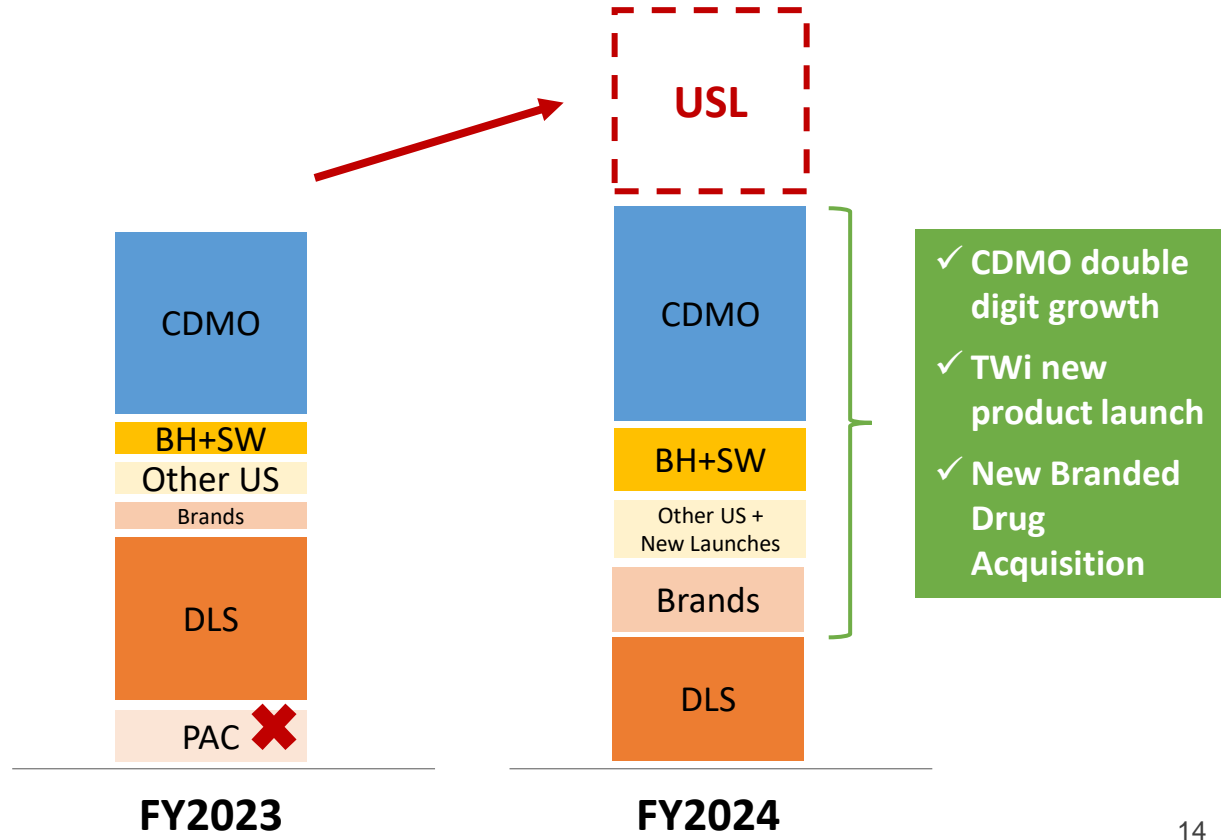 CDMO
BH+SW
Other US
Brands
DLS
PAC
FY2023
USL
CDMO
BH+SW
Other US +
New Launches
Brands
DLS
FY2024
✓ CDMO double
digit growth
✓ TWi new
product launch
✓ New Branded
Drug
Acquisition
14